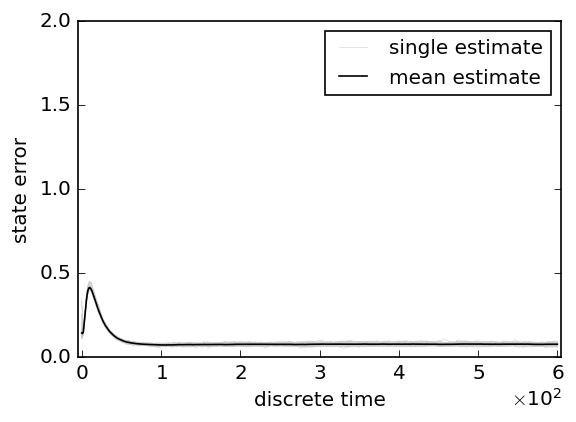 2.0
single estimate
mean estimate
1.5
1.0
0.5
0.0
state error
0 1 2 3 4 5 6
discrete time
×10²